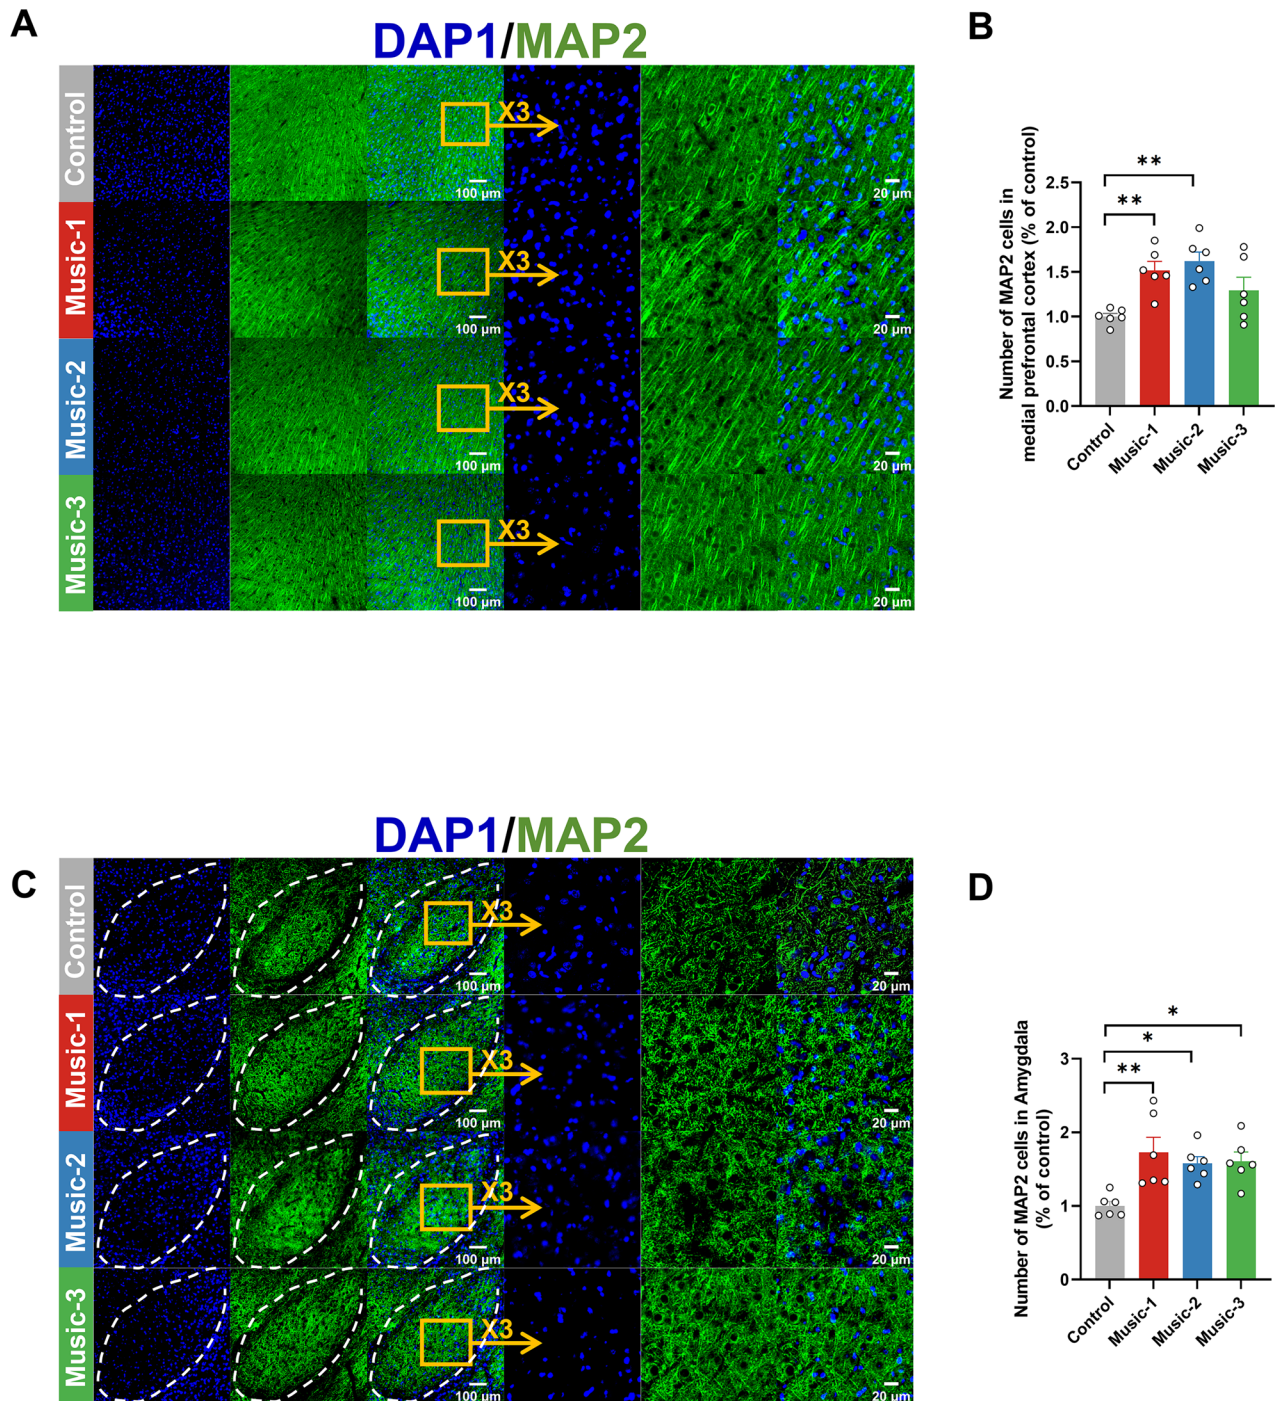 A
DAP1/MAP2
Control
X3
100 µm
20 µm
Music-1
X3
100 µm
20 µm
Music-2
X3
100 µm
20 µm
Music-3
X3
100 µm
20 µm
B
Number of MAP2 cells in
medial prefrontal cortex (% of control)
2.5
2.0
1.5
1.0
0.5
0.0
**
**
Control
Music-1
Music-2
Music-3
C
DAP1/MAP2
Control
X3
100 µm
20 µm
Music-1
X3
100 µm
20 µm
Music-2
X3
100 µm
20 µm
Music-3
X3
100 µm
20 µm
D
Number of MAP2 cells in Amygdala
(% of control)
3
2
1
0
*
*
**
Control
Music-1
Music-2
Music-3